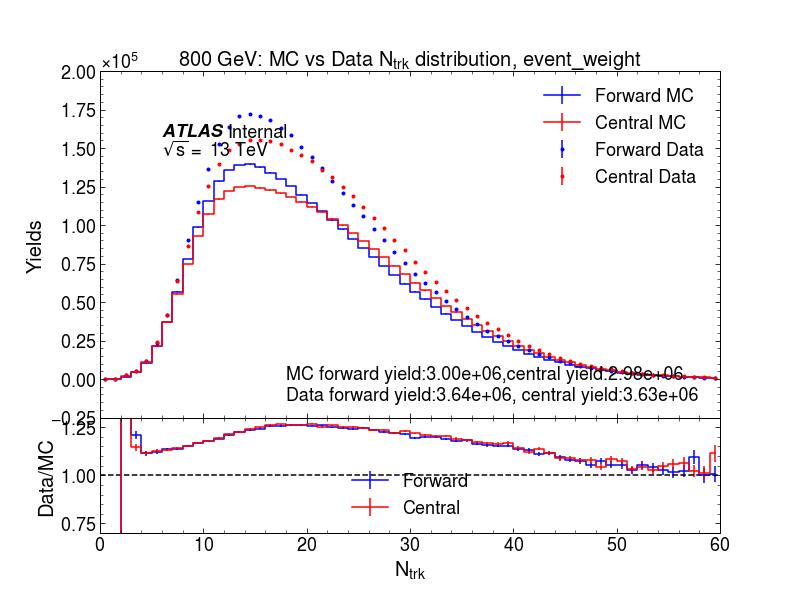 800 GeV: MC vs Data Ntrk distribution, event_weight
×10⁵
2.00
1.75
1.50
1.25
1.00
0.75
0.50
0.25
0.00
−0.25
Yields
ATLAS Internal
√s = 13 TeV
Forward MC
Central MC
Forward Data
Central Data
MC forward yield:3.00e+06,central yield:2.98e+06
Data forward yield:3.64e+06, central yield:3.63e+06
1.25
1.00
0.75
Data/MC
Forward
Central
0 10 20 30 40 50 60
Ntrk